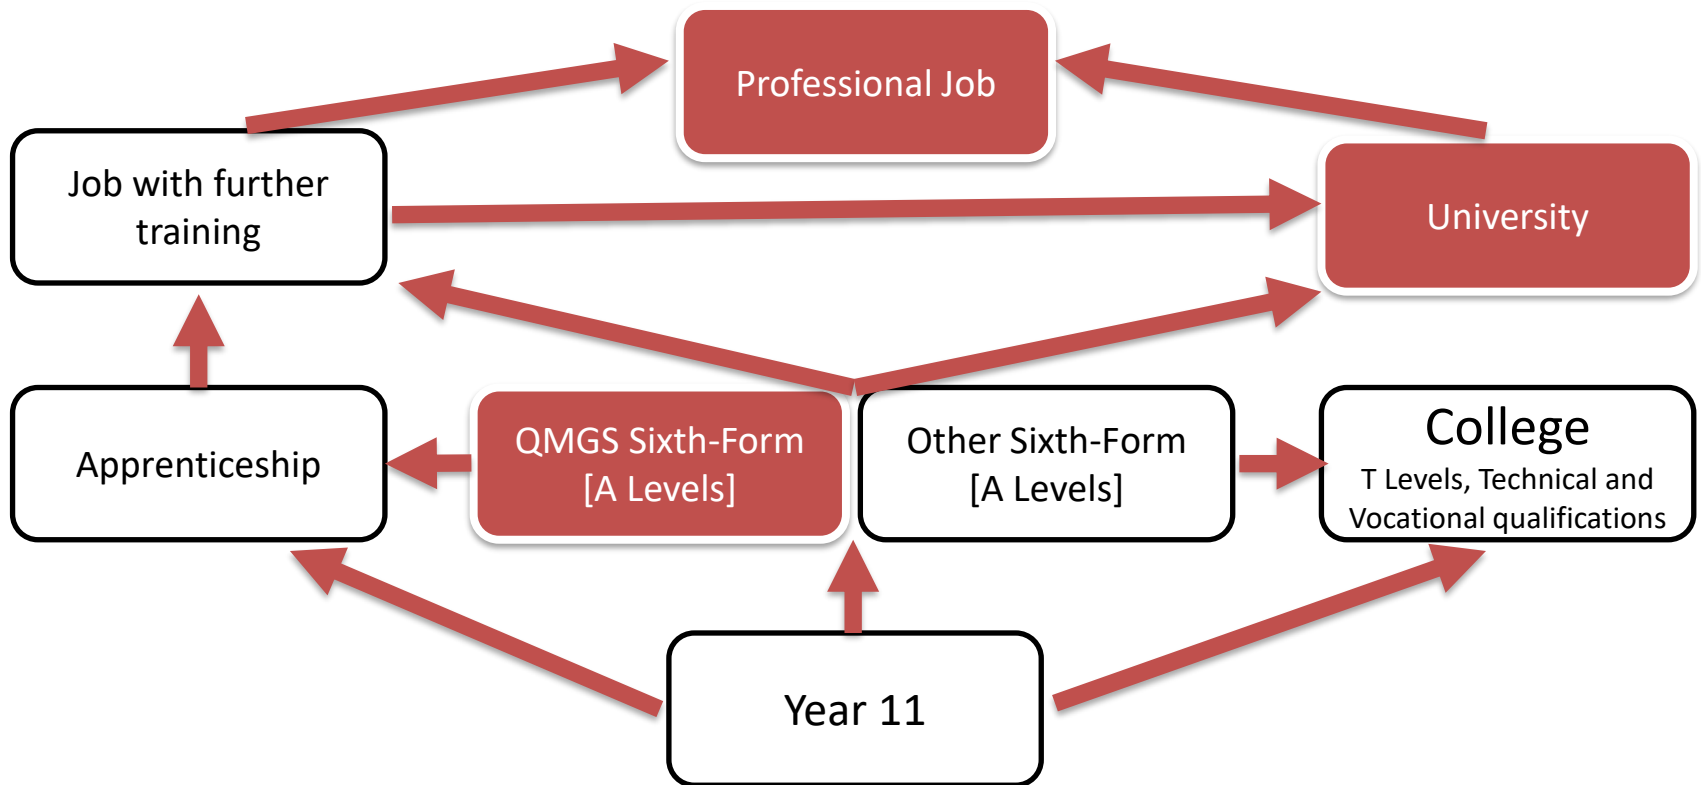 Professional Job
Job with further
training
University
Apprenticeship
QMGS Sixth-Form
[A Levels]
Other Sixth-Form
[A Levels]
College
T Levels, Technical and
Vocational qualifications
Year 11